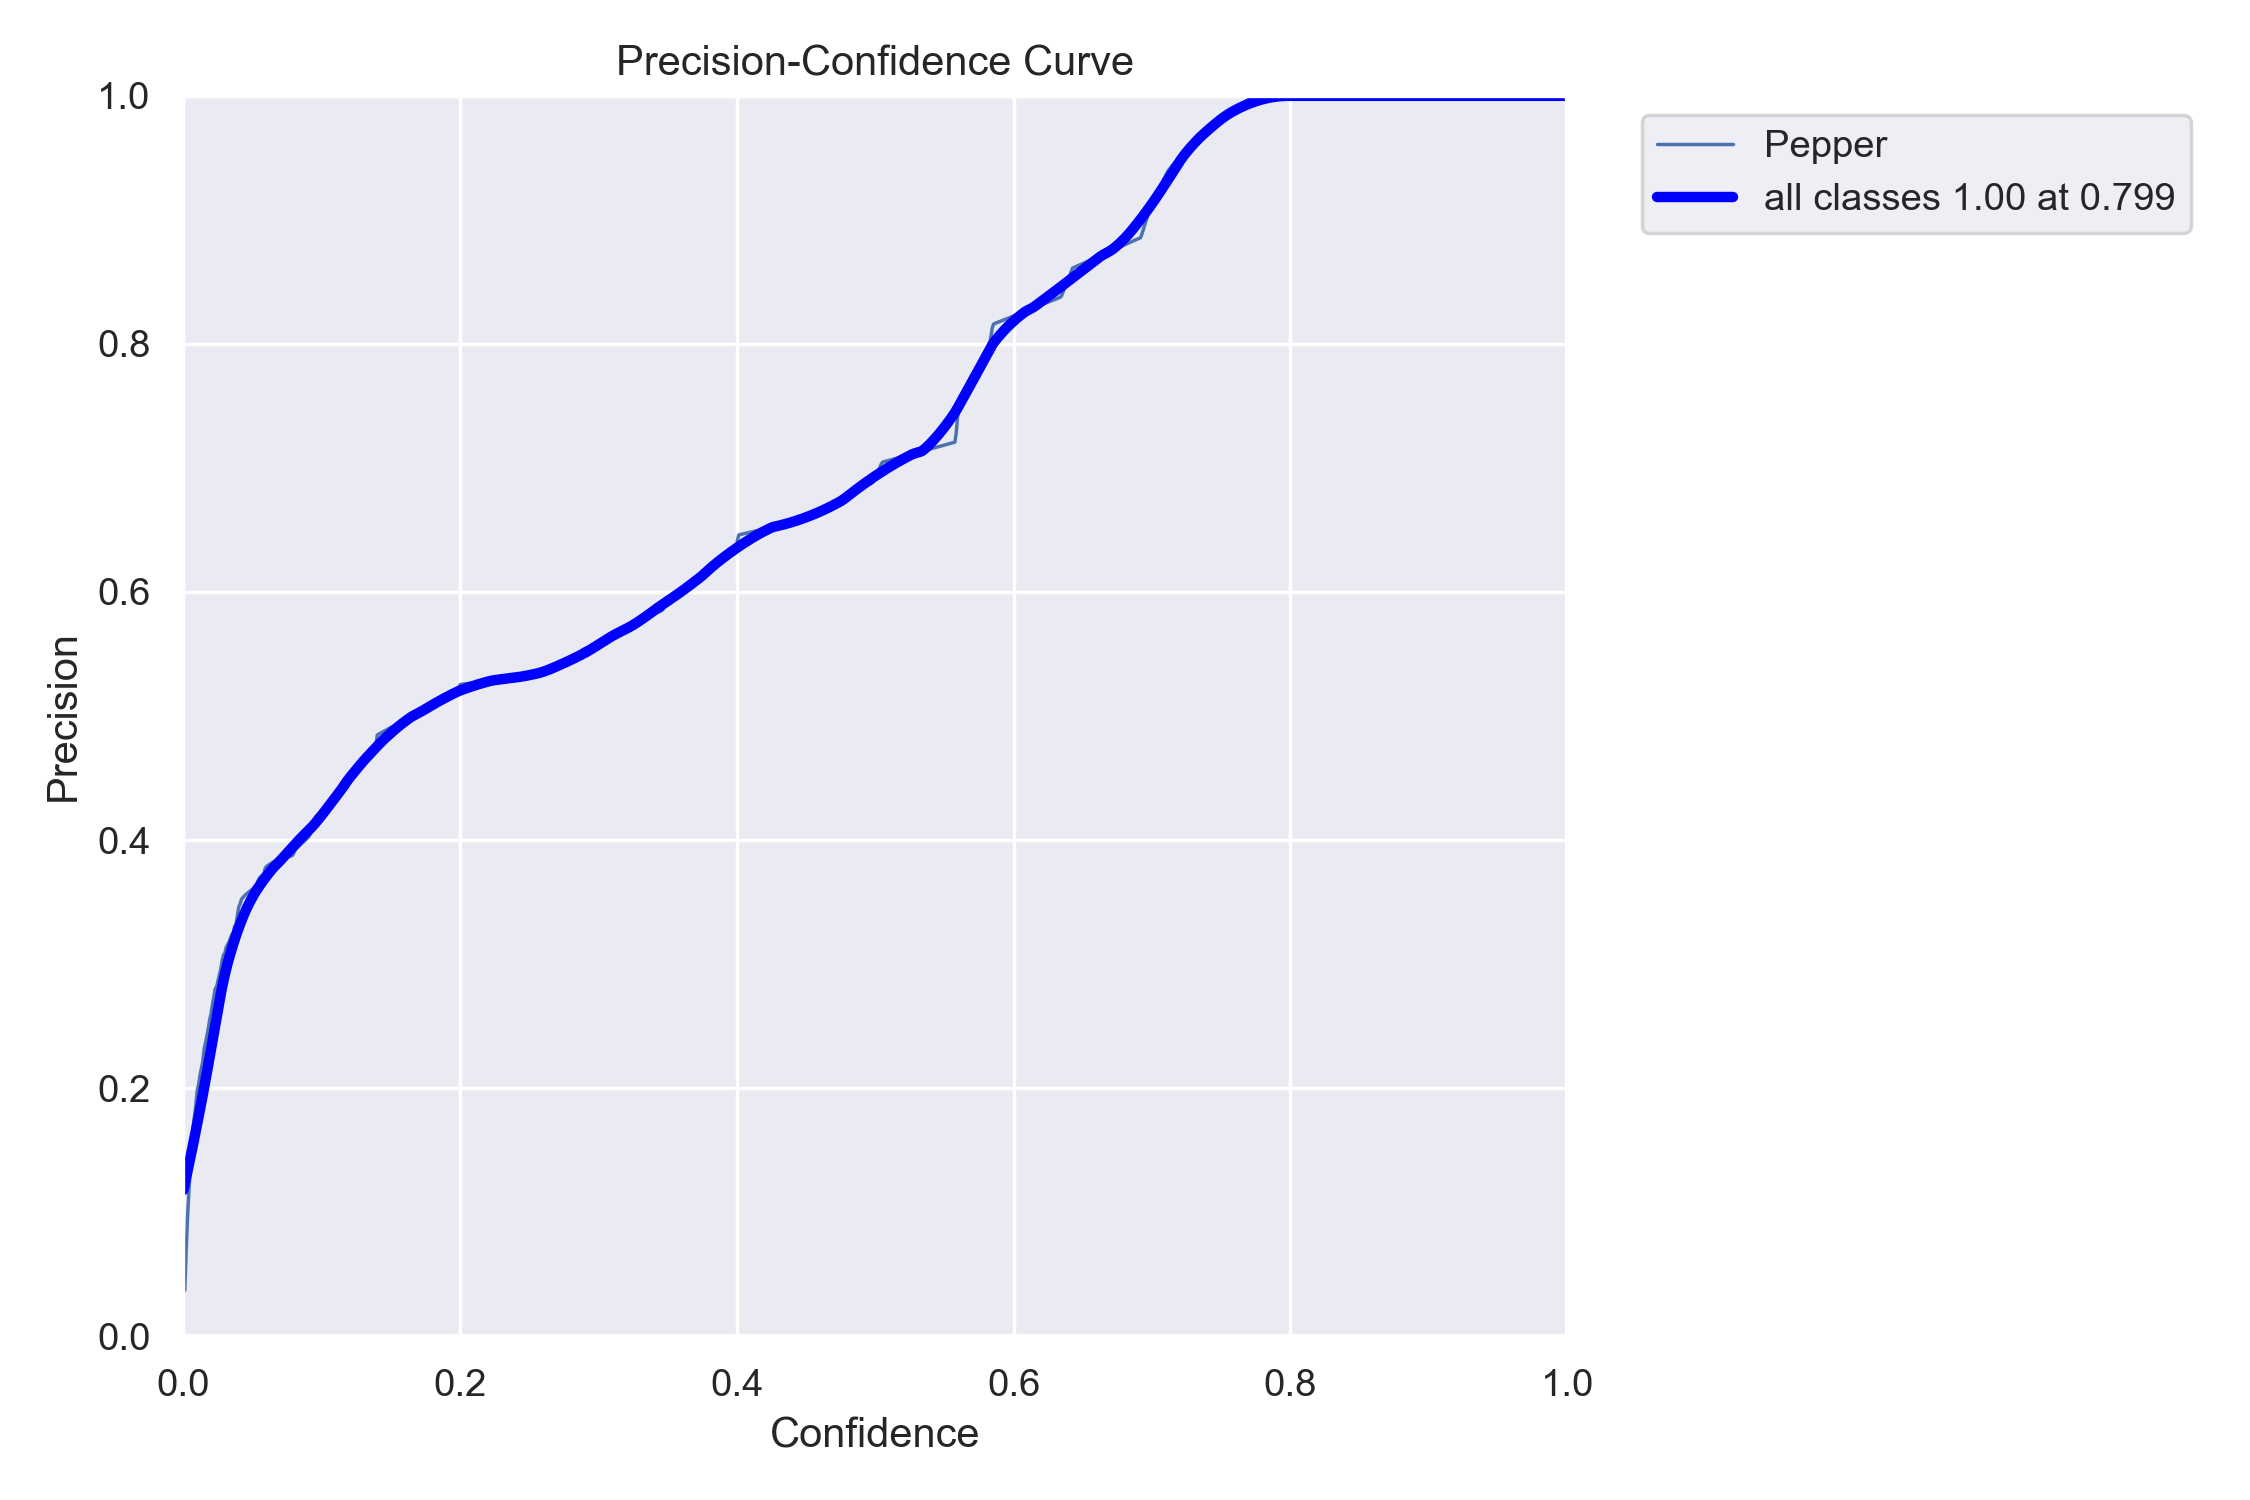 Precision-Confidence Curve
1.0
0.8
0.6
0.4
0.2
0.0
Precision
0.0 0.2 0.4 0.6 0.8 1.0
Confidence
Pepper
all classes 1.00 at 0.799